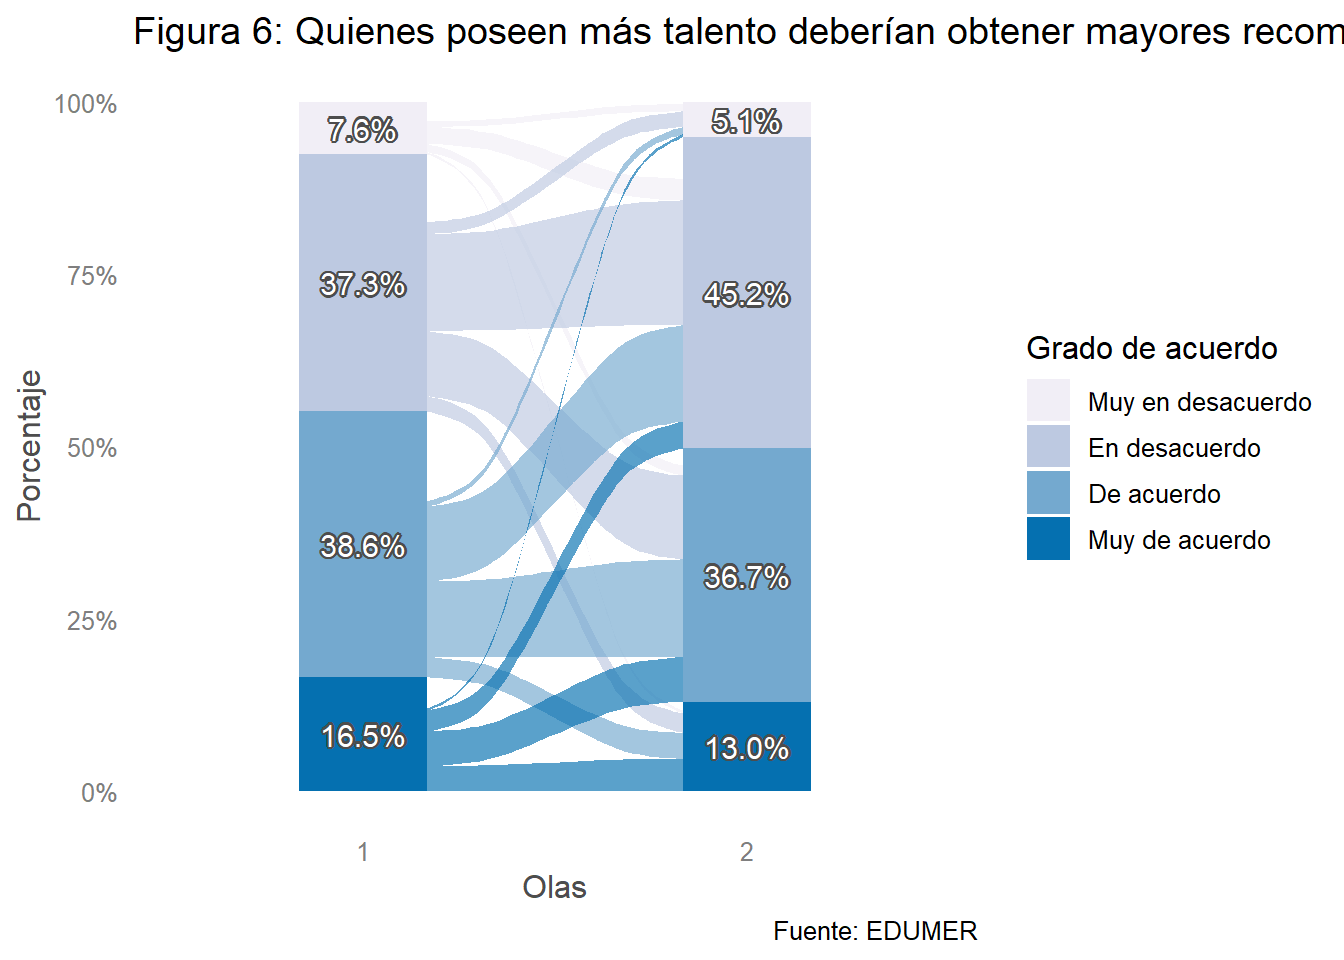 Figura 6: Quienes poseen más talento deberían obtener mayores recom
100%
75%
50%
25%
0%
Porcentaje
7.6%
37.3%
38.6%
16.5%
5.1%
45.2%
36.7%
13.0%
1
2
Olas
Grado de acuerdo
Muy en desacuerdo
En desacuerdo
De acuerdo
Muy de acuerdo
Fuente: EDUMER